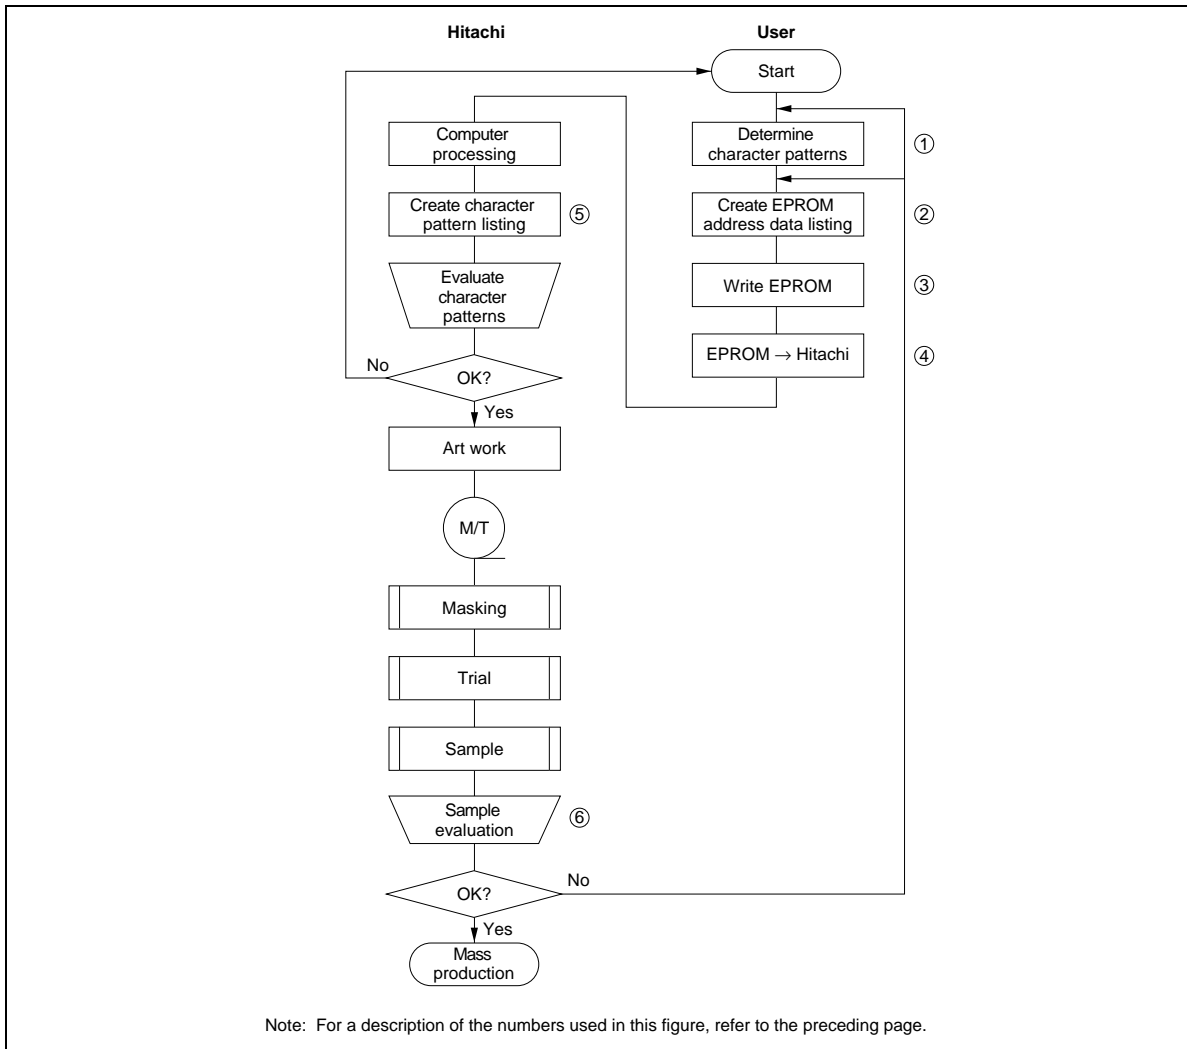 Hitachi
User
Start
Determine
character patterns
①
Create EPROM
address data listing
②
Write EPROM
③
EPROM → Hitachi
④
Computer
processing
Create character
pattern listing
⑤
Evaluate
character
patterns
OK?
No
Yes
Art work
M/T
Masking
Trial
Sample
Sample
evaluation
⑥
OK?
No
Yes
Mass
production
Note: For a description of the numbers used in this figure, refer to the preceding page.